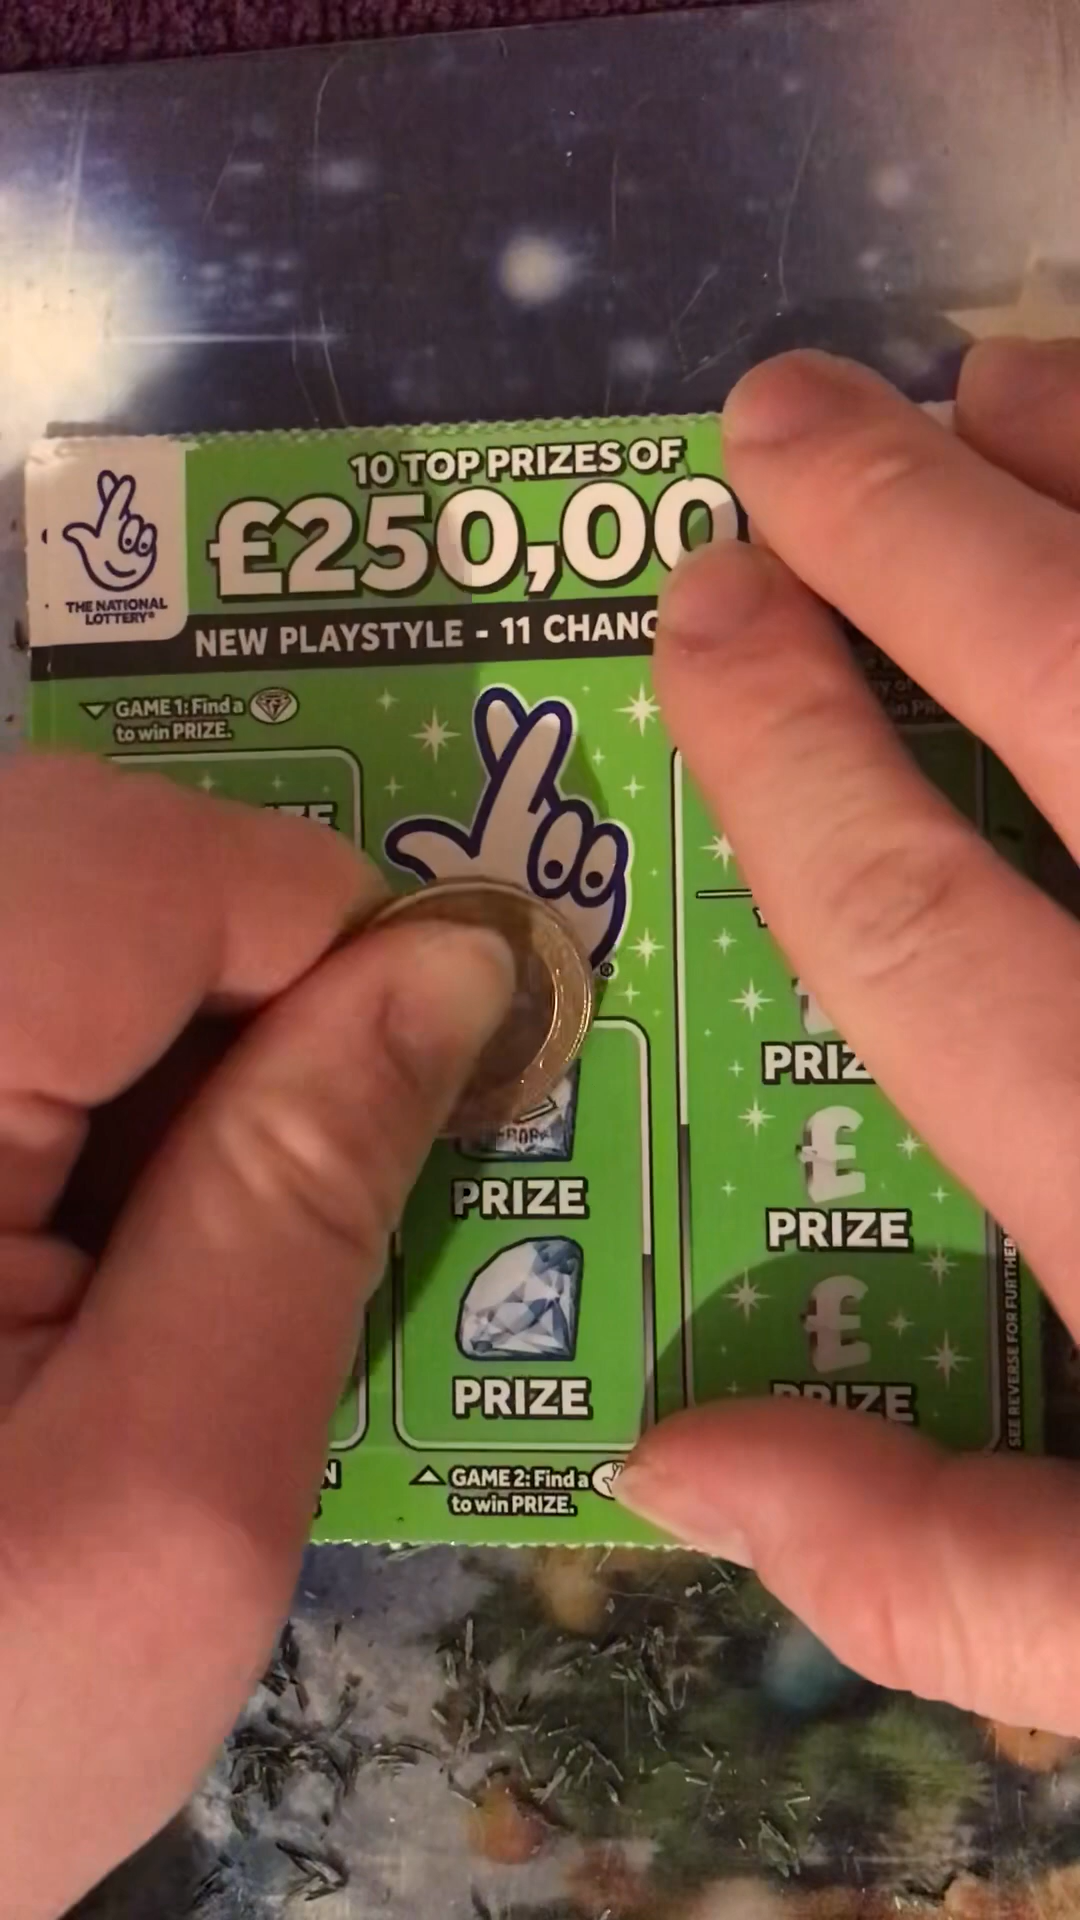 10 TOP PRIZES OF
£250,00
THE NATIONAL
LOTTERY®
NEW PLAYSTYLE - 11 CHANC
GAME 1: Find a
to win PRIZE.
®
PRIZE
PRIZE
£
PRIZE
£
PRIZE
GAME 2: Find a
to win PRIZE.
SEE REVERSE FOR FURTHER